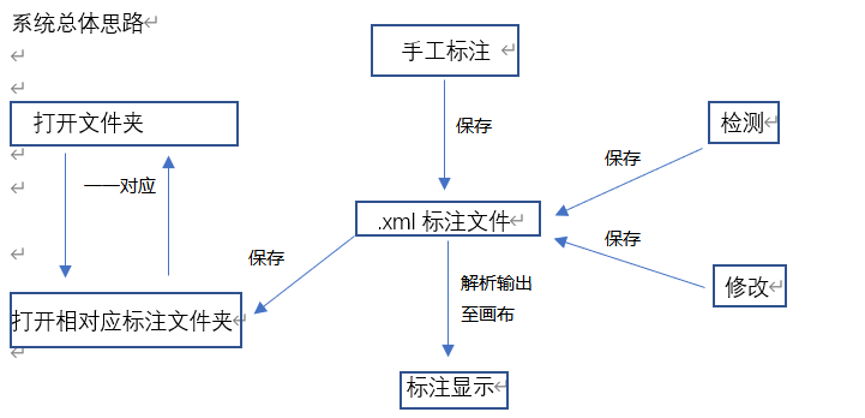 系统总体思路
手工标注
打开文件夹
检测
保存
保存
一一对应
.xml 标注文件
保存
保存
解析输出
至画布
修改
打开相对应标注文件夹
标注显示